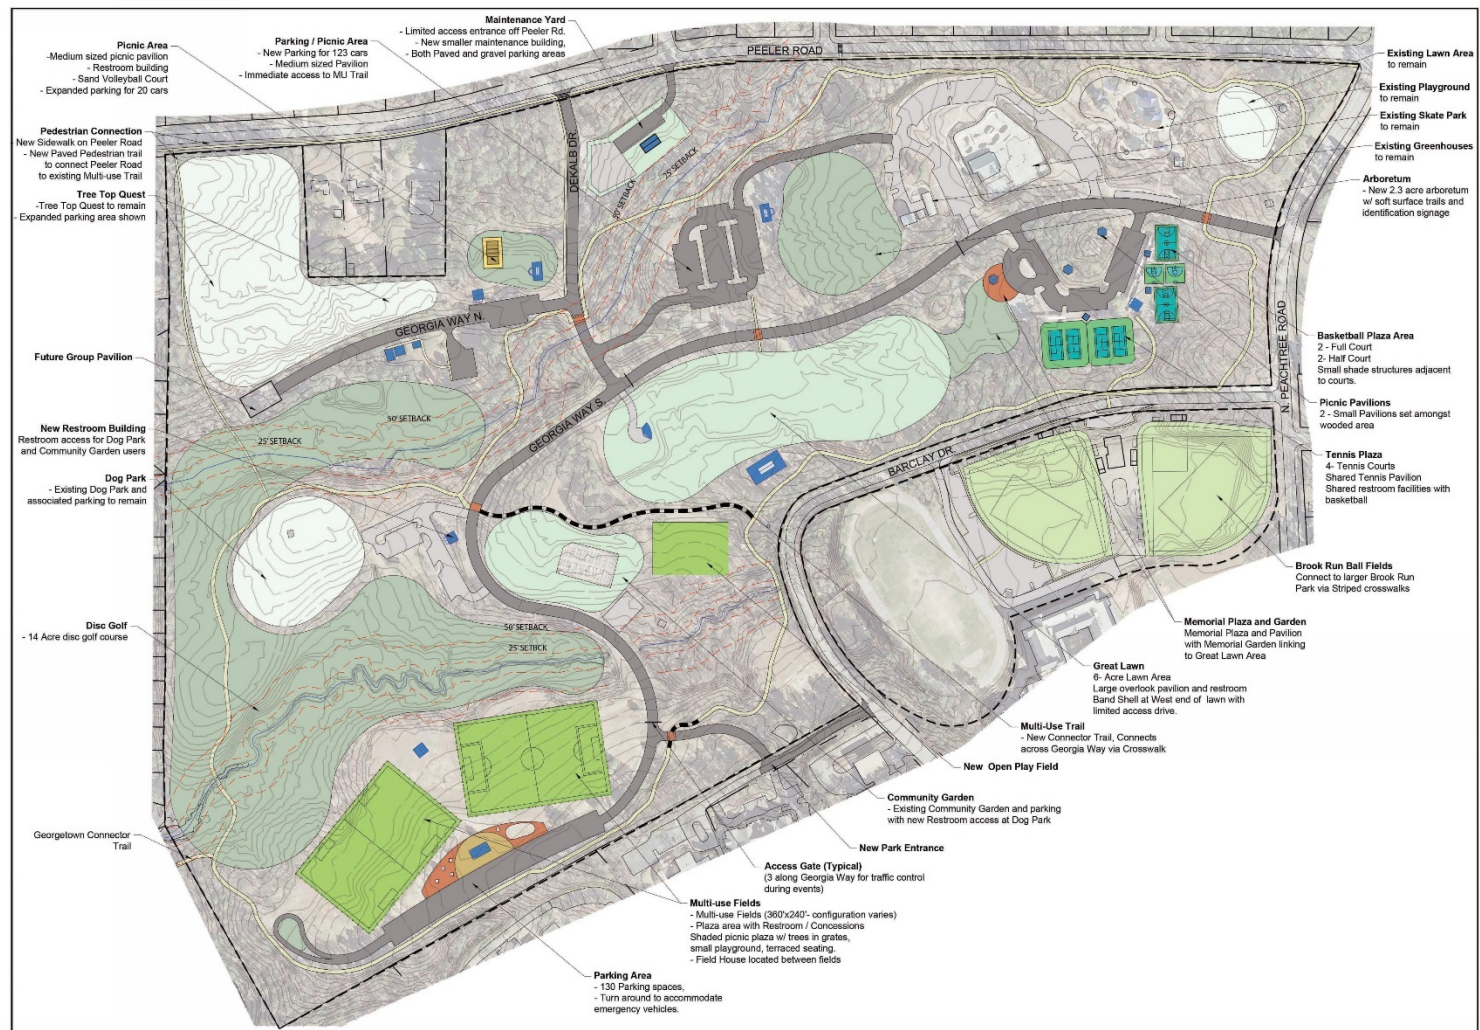 Maintenance Yard
- Limited access entrance off Peeler Rd.
- New smaller maintenance building,
- Both Paved and gravel parking areas
Parking / Picnic Area
- New Parking for 123 cars
- Medium sized Pavilion
- Immediate access to MU Trail
Picnic Area
-Medium sized picnic pavilion
- Restroom building
- Sand Volleyball Court
- Expanded parking for 20 cars
Pedestrian Connection
New Sidewalk on Peeler Road
- New Paved Pedestrian trail
to connect Peeler Road
to existing Multi-use Trail
Tree Top Quest
-Tree Top Quest to remain
- Expanded parking area shown
Future Group Pavilion
New Restroom Building
Restroom access for Dog Park
and Community Garden users
Dog Park
- Existing Dog Park and
associated parking to remain
Disc Golf
- 14 Acre disc golf course
Georgetown Connector
Trail
PEELER ROAD
DEKALB DR.
25' SETBACK
50' SETBACK
GEORGIA WAY N.
GEORGIA WAY S.
50' SETBACK
25' SETBACK
BARCLAY DR.
N. PEACHTREE ROAD
50' SETBACK
25' SETBCK
Existing Lawn Area
to remain
Existing Playground
to remain
Existing Skate Park
to remain
Existing Greenhouses
to remain
Arboretum
- New 2.3 acre arboretum
w/ soft surface trails and
identification signage
Basketball Plaza Area
2 - Full Court
2- Half Court
Small shade structures adjacent
to courts.
Picnic Pavilions
2 - Small Pavilions set amongst
wooded area
Tennis Plaza
4- Tennis Courts
Shared Tennis Pavilion
Shared restroom facilities with
basketball
Brook Run Ball Fields
Connect to larger Brook Run
Park via Striped crosswalks
Memorial Plaza and Garden
Memorial Plaza and Pavilion
with Memorial Garden linking
to Great Lawn Area
Great Lawn
6- Acre Lawn Area
Large overlook pavilion and restroom
Band Shell at West end of lawn with
limited access drive.
Multi-Use Trail
- New Connector Trail, Connects
across Georgia Way via Crosswalk
New Open Play Field
Community Garden
- Existing Community Garden and parking
with new Restroom access at Dog Park
New Park Entrance
Access Gate (Typical)
(3 along Georgia Way for traffic control
during events)
Multi-use Fields
- Multi-use Fields (360'x240'- configuration varies)
- Plaza area with Restroom / Concessions
Shaded picnic plaza w/ trees in grates,
small playground, terraced seating.
- Field House located between fields
Parking Area
- 130 Parking spaces,
- Turn around to accommodate
emergency vehicles.